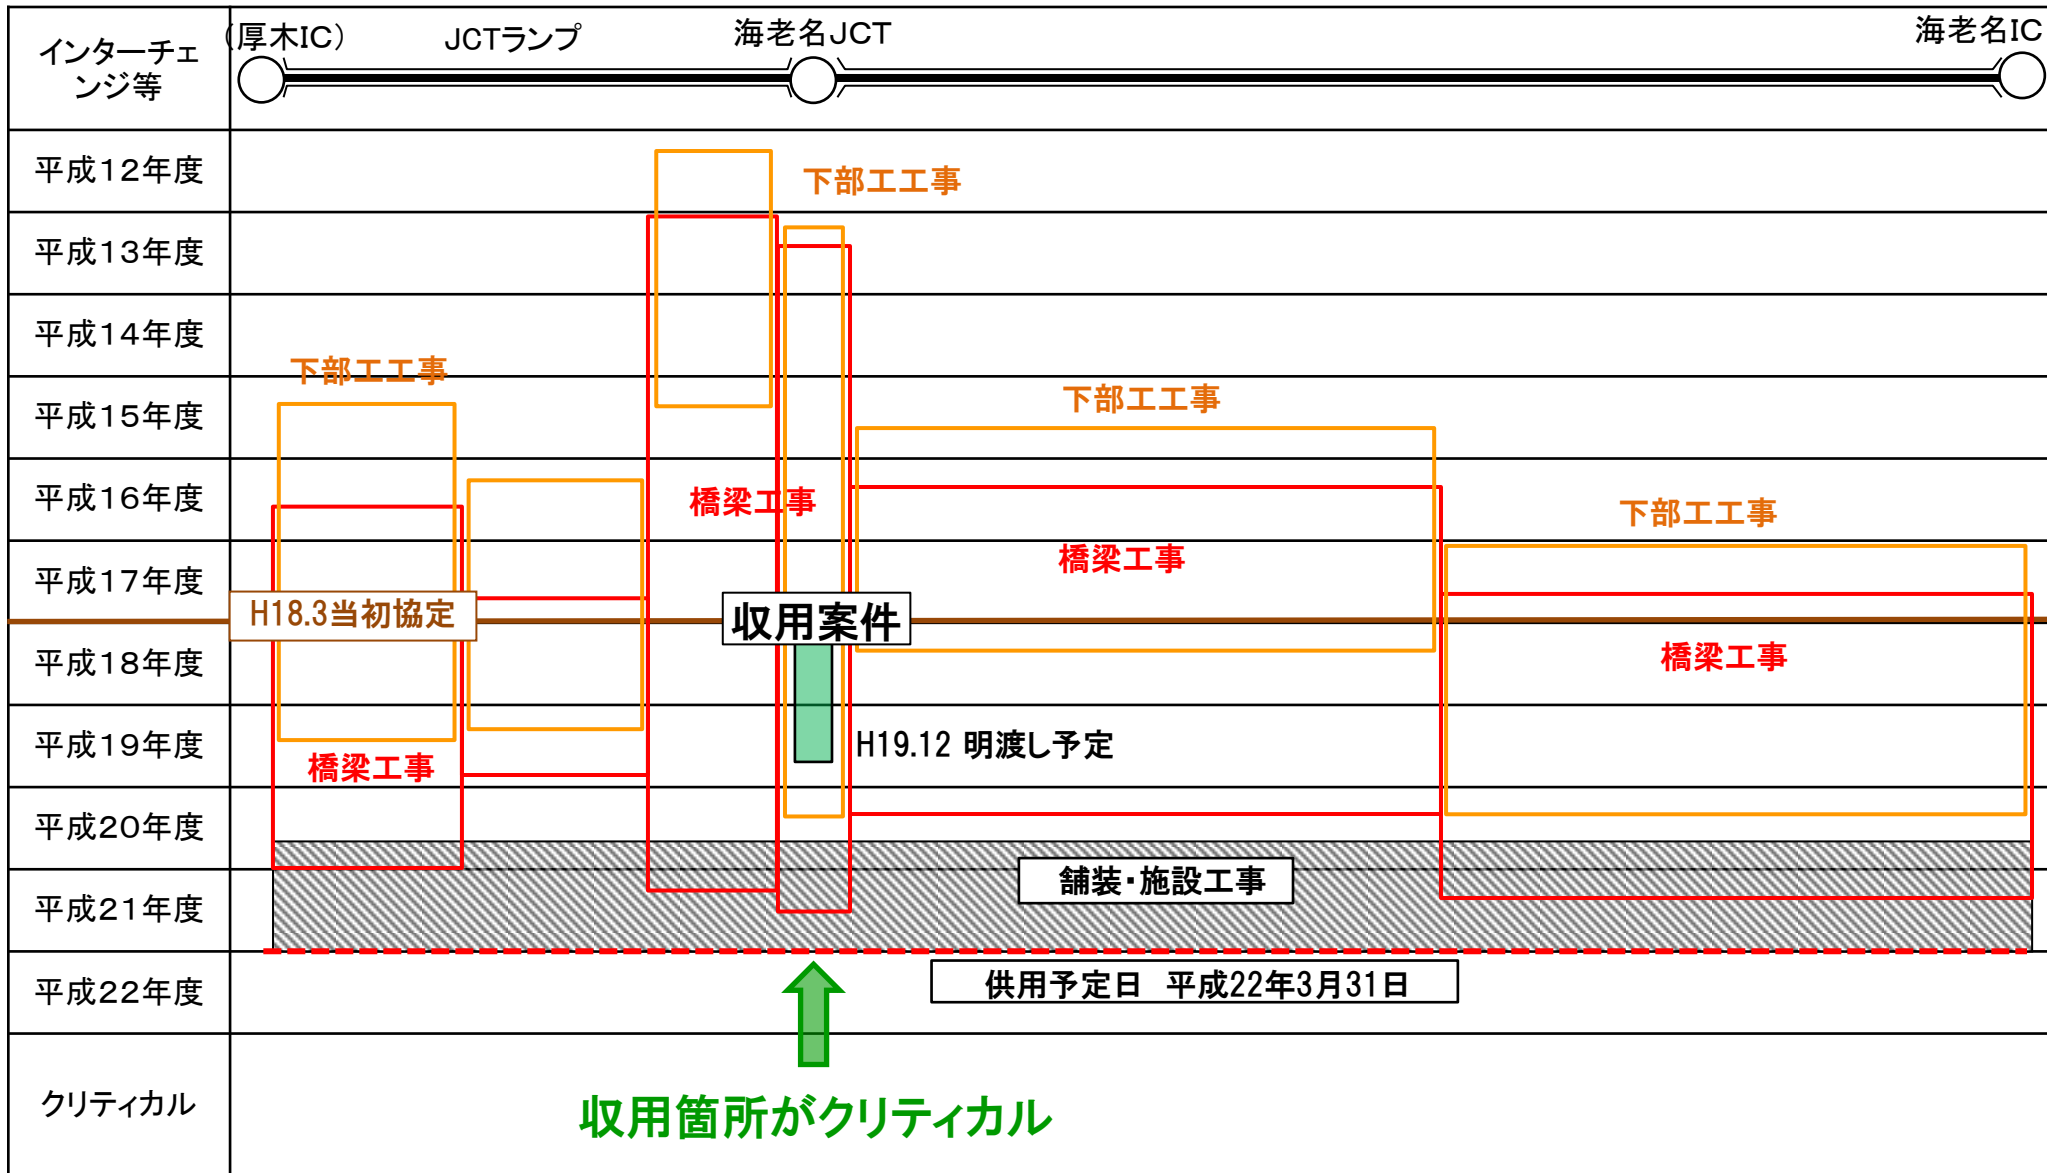 インターチェ
ンジ等
(厚木IC)
JCTランプ
海老名JCT
海老名IC
平成12年度
下部工工事
平成13年度
平成14年度
下部工工事
平成15年度
下部工工事
平成16年度
橋梁工事
下部工工事
平成17年度
橋梁工事
H18.3当初協定
収用案件
平成18年度
橋梁工事
平成19年度
H19.12 明渡し予定
橋梁工事
平成20年度
舗装・施設工事
平成21年度
平成22年度
供用予定日 平成22年3月31日
クリティカル
収用箇所がクリティカル